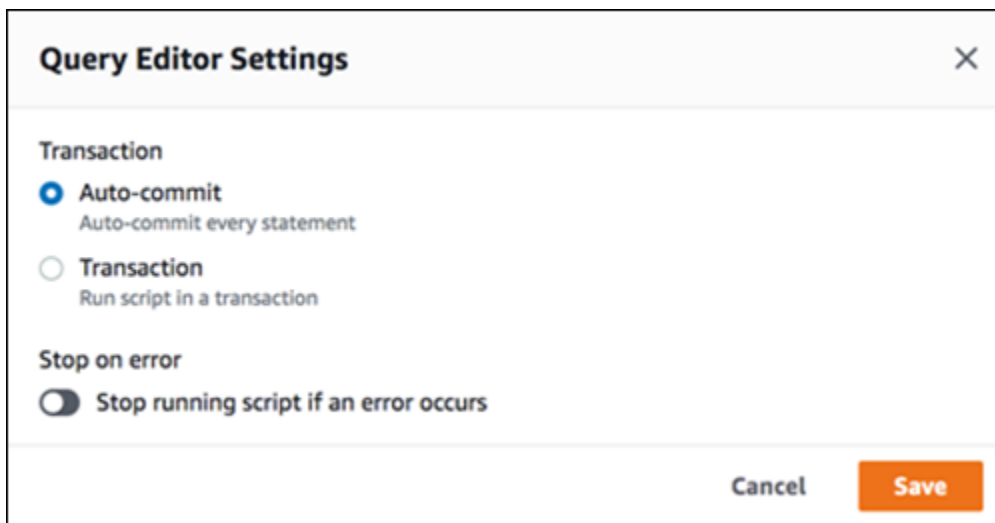 Query Editor Settings
Transaction
Auto-commit
Auto-commit every statement
Transaction
Run script in a transaction
Stop on error
Stop running script if an error occurs
Cancel
Save